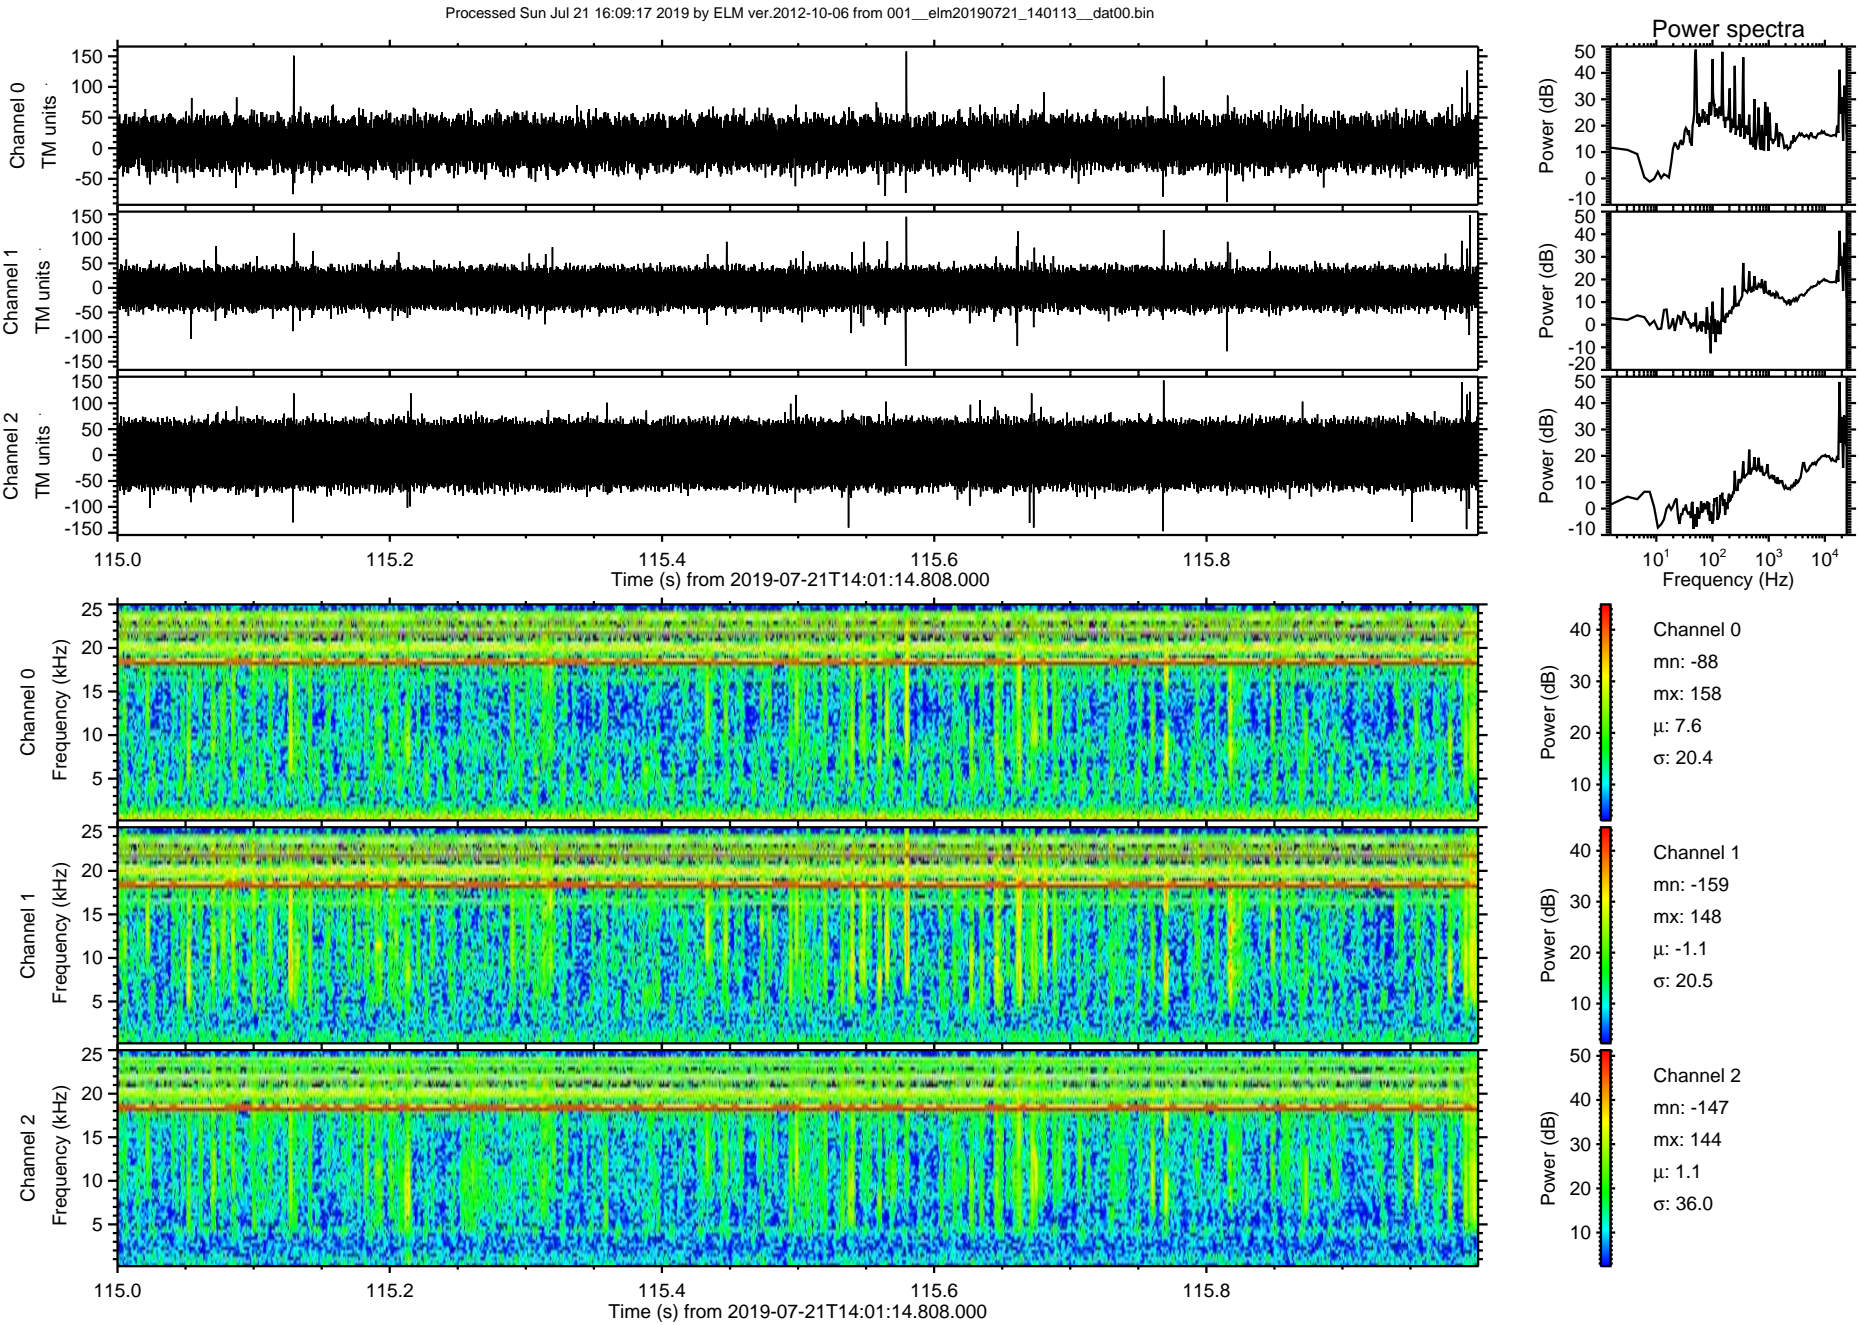 Processed Sun Jul 21 16:09:17 2019 by ELM ver.2012-10-06 from 001__elm20190721_140113__dat00.bin
Power spectra
Channel 0
TM units
150
100
50
0
-50
Power (dB)
50
40
30
20
10
0
-10
Channel 1
TM units
150
100
50
0
-50
-100
-150
Power (dB)
50
40
30
20
10
0
-10
-20
Channel 2
TM units
150
100
50
0
-50
-100
-150
Power (dB)
50
40
30
20
10
0
-10
115.0 115.2 115.4 115.6 115.8
Time (s) from 2019-07-21T14:01:14.808.000
10¹ 10² 10³ 10⁴
Frequency (Hz)
Channel 0
Frequency (kHz)
25
20
15
10
5
Power (dB)
40
30
20
10
Channel 0
mn: -88
mx: 158
μ: 7.6
σ: 20.4
Channel 1
Frequency (kHz)
25
20
15
10
5
Power (dB)
40
30
20
10
Channel 1
mn: -159
mx: 148
μ: -1.1
σ: 20.5
Channel 2
Frequency (kHz)
25
20
15
10
5
Power (dB)
50
40
30
20
10
Channel 2
mn: -147
mx: 144
μ: 1.1
σ: 36.0
115.0 115.2 115.4 115.6 115.8
Time (s) from 2019-07-21T14:01:14.808.000